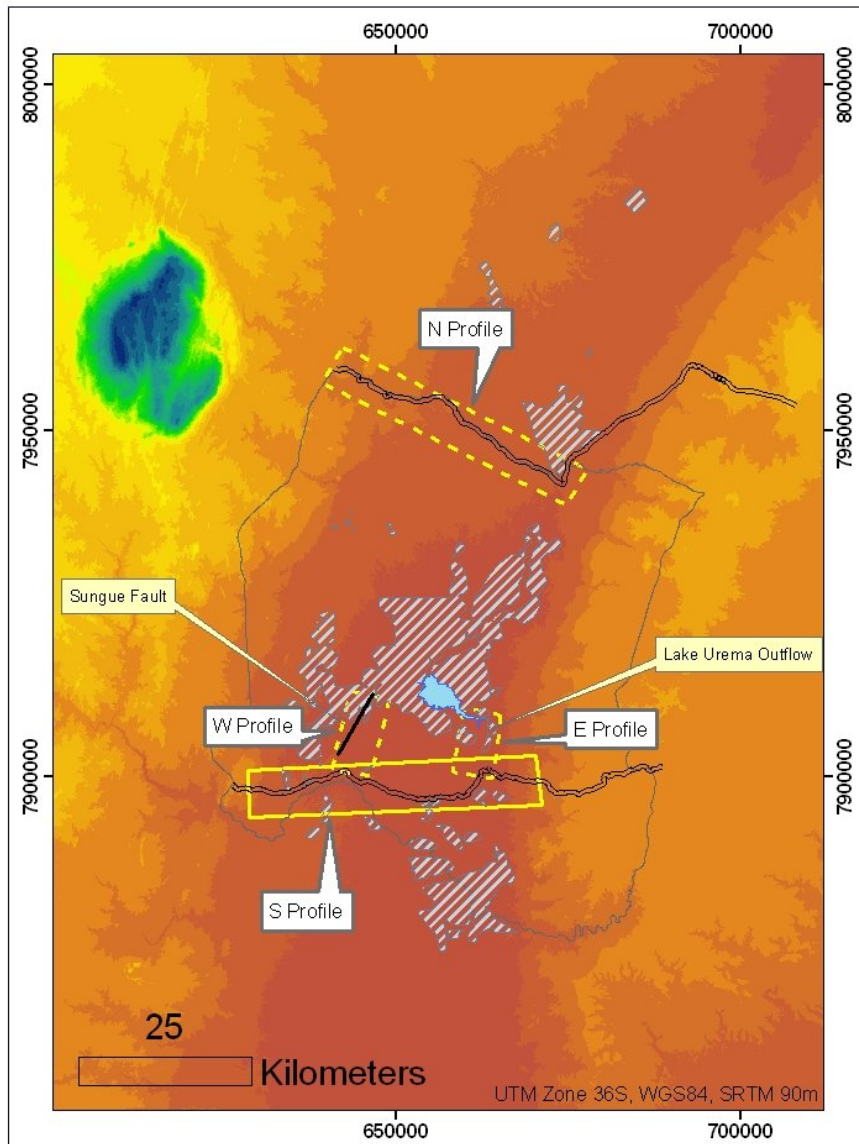 650000
700000
8000000
8000000
N Profile
7950000
7950000
Sungue Fault
Lake Urema Outflow
W Profile
E Profile
7900000
7900000
S Profile
25
Kilometers
UTM Zone 36S, WGS84, SRTM 90m
650000
700000